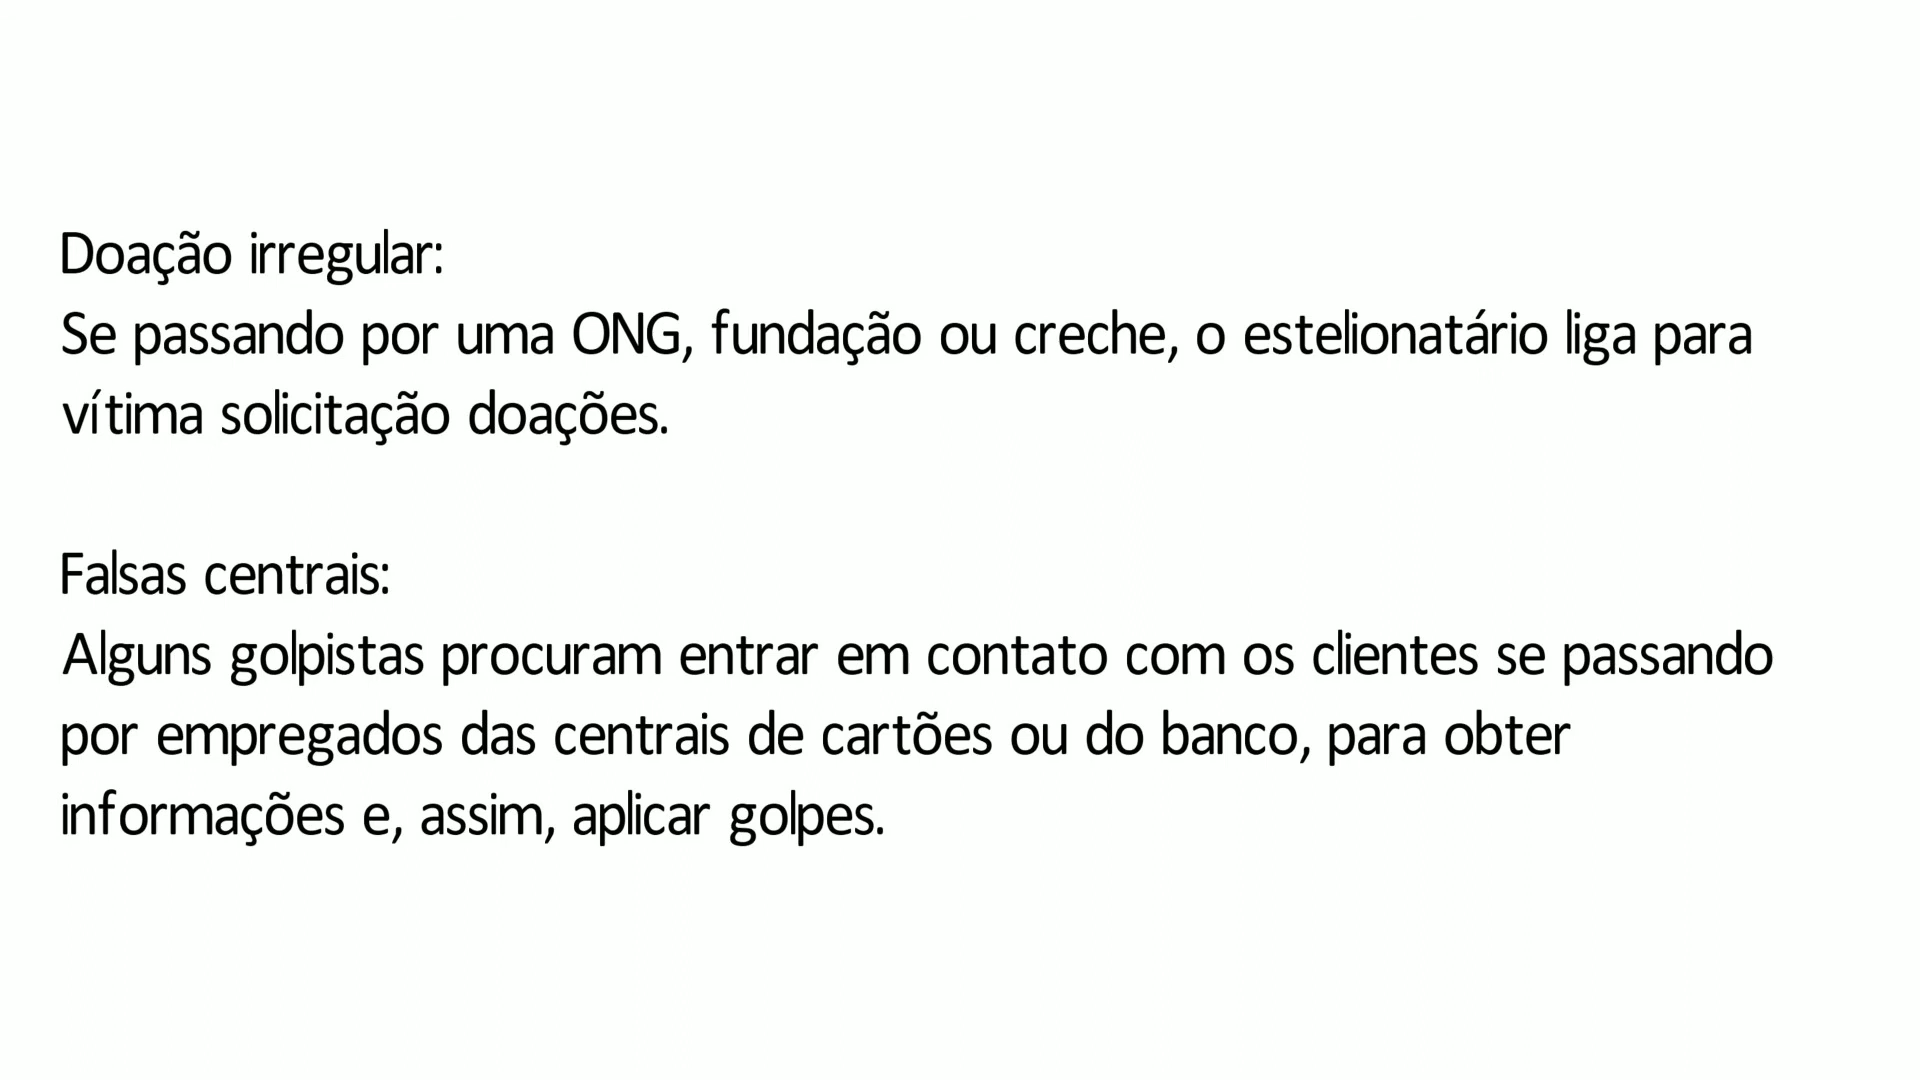 Doação irregular:
Se passando por uma ONG, fundação ou creche, o estelionatário liga para
vítima solicitação doações.
Falsas centrais:
Alguns golpistas procuram entrar em contato com os clientes se passando
por empregados das centrais de cartões ou do banco, para obter
informações e, assim, aplicar golpes.